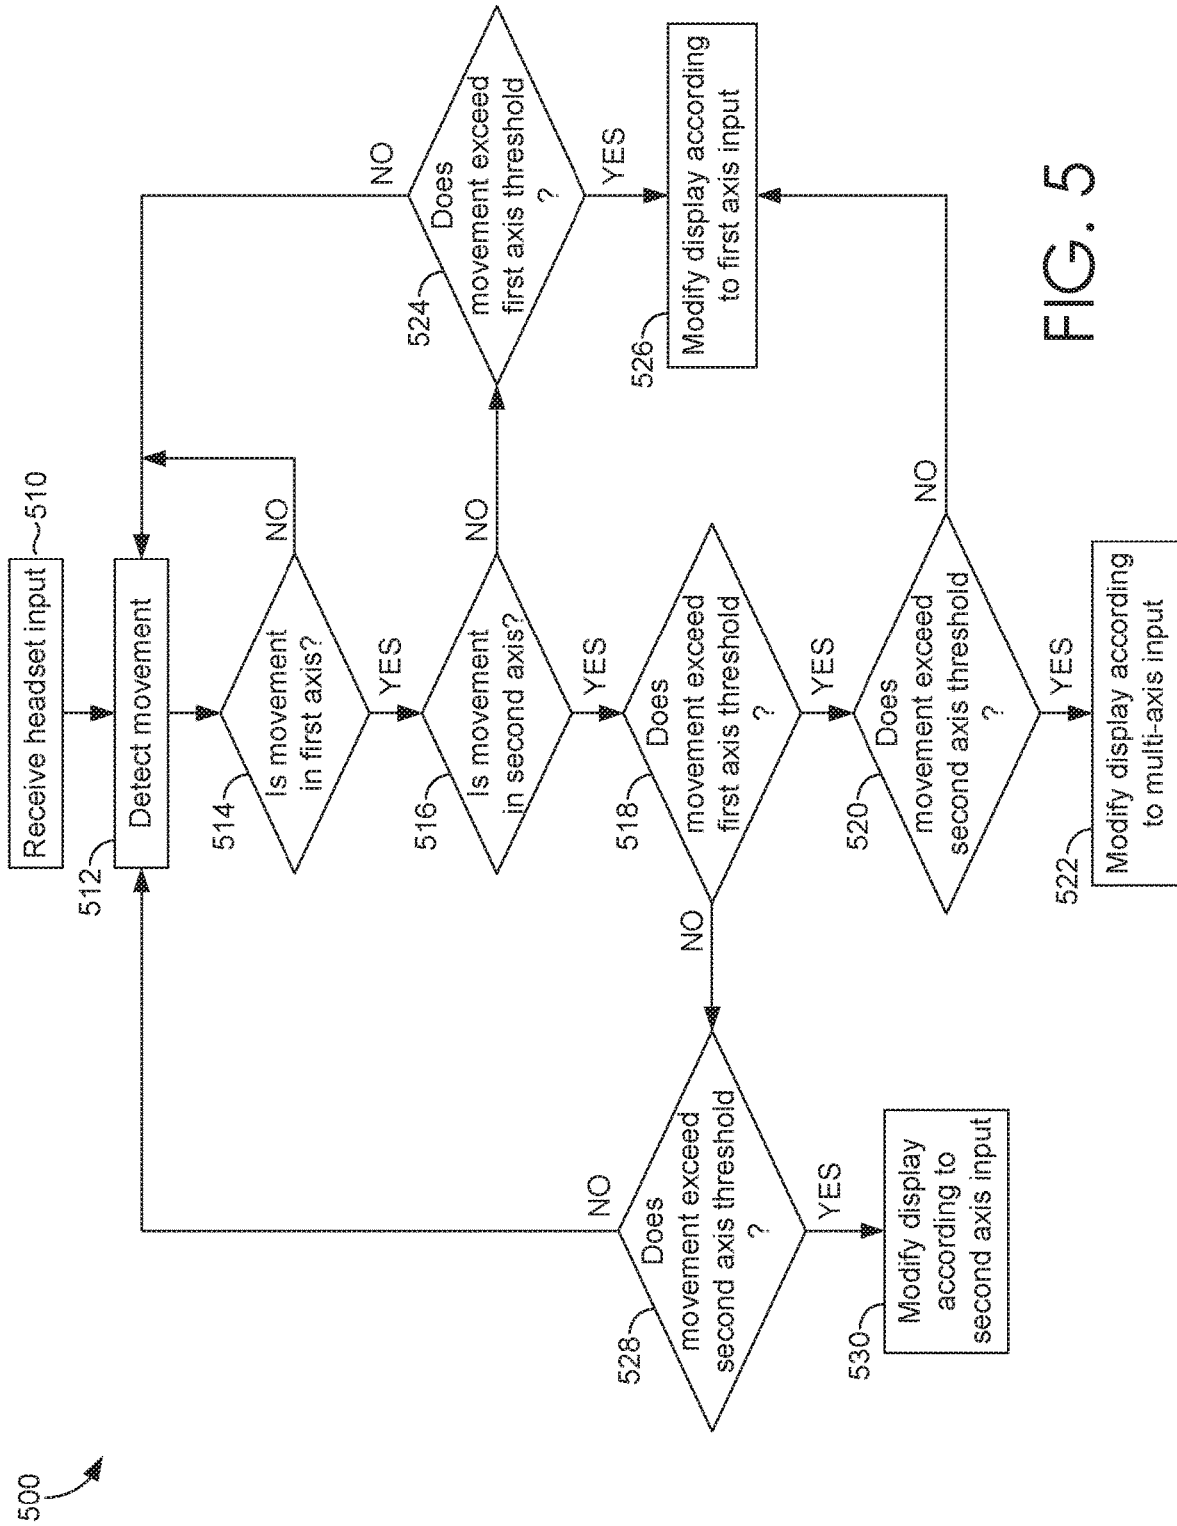 500
Receive headset input
510
512
Detect movement
514
Is movement
in first axis?
NO
YES
516
Is movement
in second axis?
NO
YES
518
Does
movement exceed
first axis threshold
?
NO
YES
520
Does
movement exceed
second axis threshold
?
NO
YES
522
Modify display according
to multi-axis input
524
Does
movement exceed
first axis threshold
?
NO
YES
526
Modify display according
to first axis input
528
Does
movement exceed
second axis threshold
?
NO
YES
530
Modify display
according to
second axis input
FIG. 5